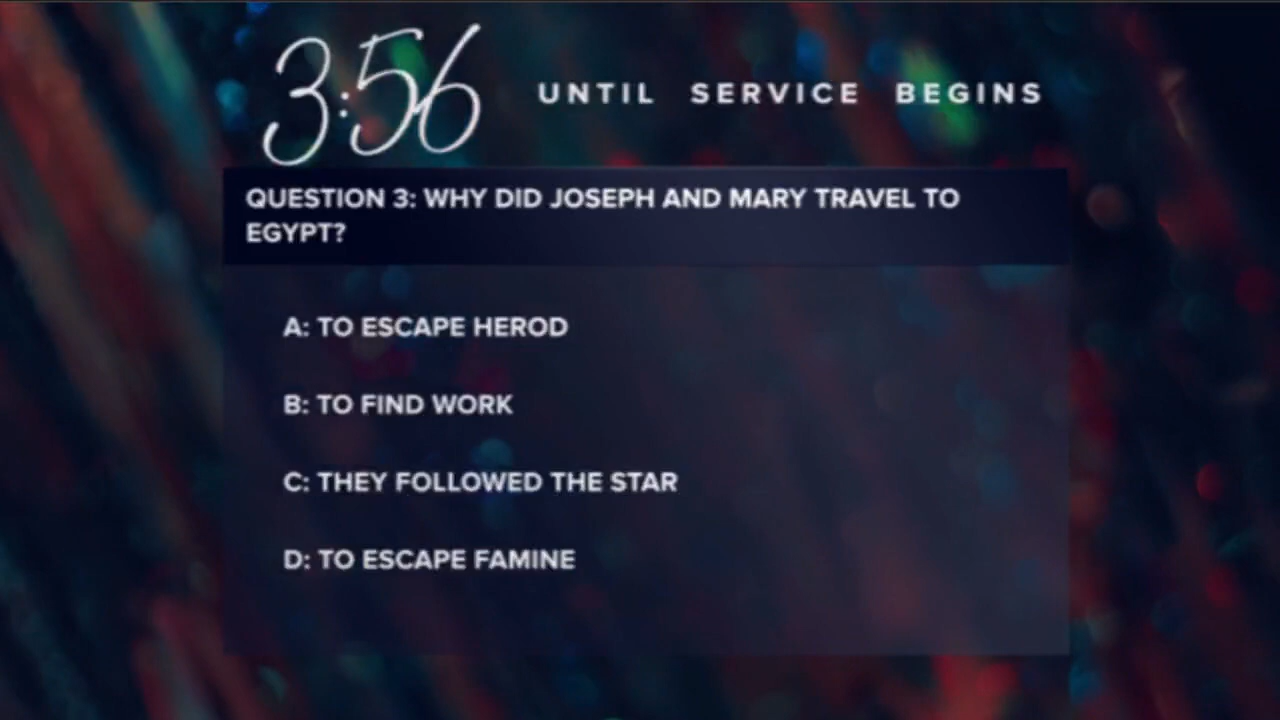 3:56 UNTIL SERVICE BEGINS
QUESTION 3: WHY DID JOSEPH AND MARY TRAVEL TO
EGYPT?
A: TO ESCAPE HEROD
B: TO FIND WORK
C: THEY FOLLOWED THE STAR
D: TO ESCAPE FAMINE